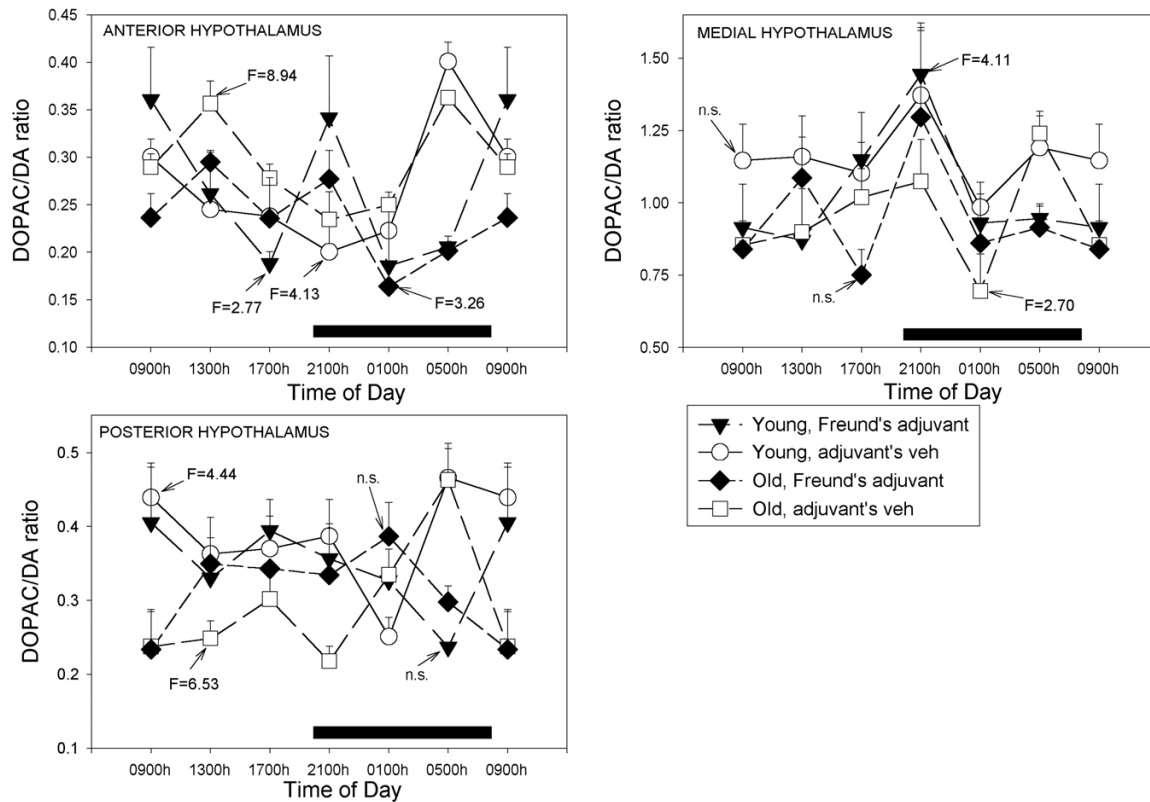 ANTERIOR HYPOTHALAMUS
DOPAC/DA ratio
0.45
0.40
0.35
0.30
0.25
0.20
0.15
0.10
F=8.94
F=2.77
F=4.13
F=3.26
0900h 1300h 1700h 2100h 0100h 0500h 0900h
Time of Day
MEDIAL HYPOTHALAMUS
DOPAC/DA ratio
1.50
1.25
1.00
0.75
0.50
n.s.
F=4.11
n.s.
F=2.70
0900h 1300h 1700h 2100h 0100h 0500h 0900h
Time of Day
POSTERIOR HYPOTHALAMUS
DOPAC/DA ratio
0.5
0.4
0.3
0.2
0.1
F=4.44
n.s.
F=6.53
n.s.
0900h 1300h 1700h 2100h 0100h 0500h 0900h
Time of Day
Young, Freund's adjuvant
Young, adjuvant's veh
Old, Freund's adjuvant
Old, adjuvant's veh